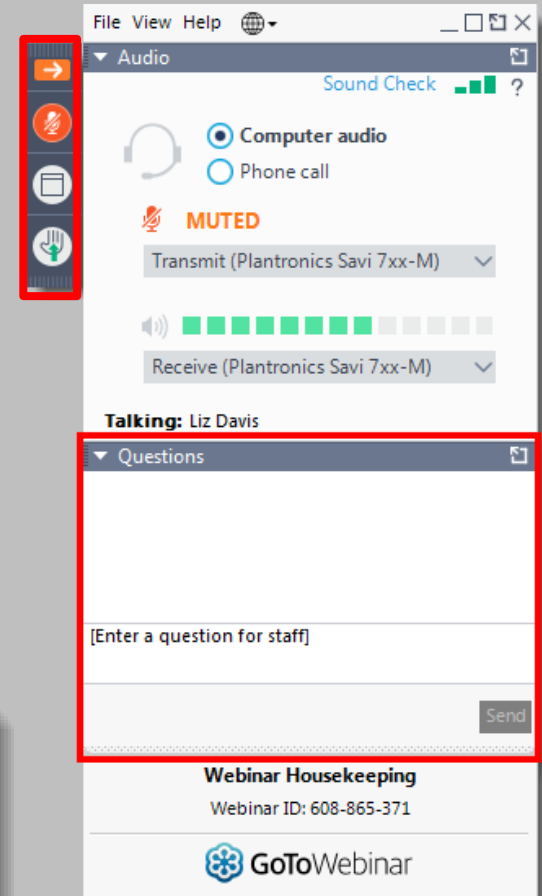 File View Help
Audio
Sound Check ?
Computer audio
Phone call
MUTED
Transmit (Plantronics Savi 7xx-M)
Receive (Plantronics Savi 7xx-M)
Talking: Liz Davis
Questions
[Enter a question for staff]
Send
Webinar Housekeeping
Webinar ID: 608-865-371
GoToWebinar